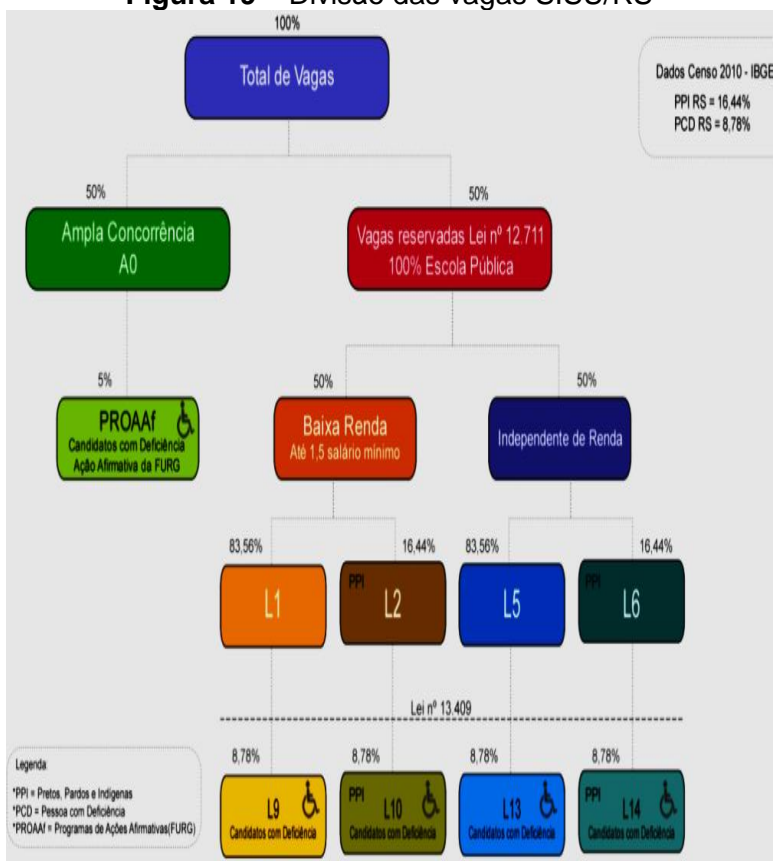 Divisão das vagas SISU/RS
100%
Total de Vagas
Dados Censo 2010 - IBGE
PPI RS = 16,44%
PCD RS = 8,78%
50%
50%
Ampla Concorrência
A0
Vagas reservadas Lei nº 12.711
100% Escola Pública
5%
50%
50%
PROAAf
Candidatos com Deficiência
Ação Afirmativa da FURG
Baixa Renda
Até 1,5 salário mínimo
Independente de Renda
83,56%
16,44%
83,56%
16,44%
L1
PPI
L2
L5
PPI
L6
Lei nº 13.409
8,78%
8,78%
8,78%
8,78%
Legenda:
*PPI = Pretos, Pardos e Indígenas
*PCD = Pessoa com Deficiência
*PROAAf = Programas de Ações Afirmativas(FURG)
L9
Candidatos com Deficiência
PPI
L10
Candidatos com Deficiência
L13
Candidatos com Deficiência
PPI
L14
Candidatos com Deficiência